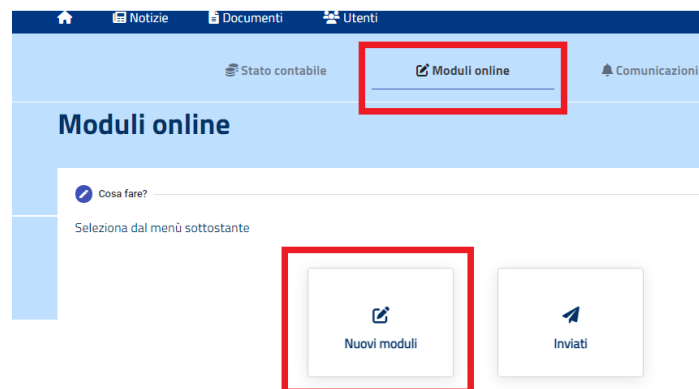 Notizie Documenti Utenti
Stato contabile Moduli online Comunicazioni
Moduli online
Cosa fare?
Seleziona dal menù sottostante
Nuovi moduli Inviati